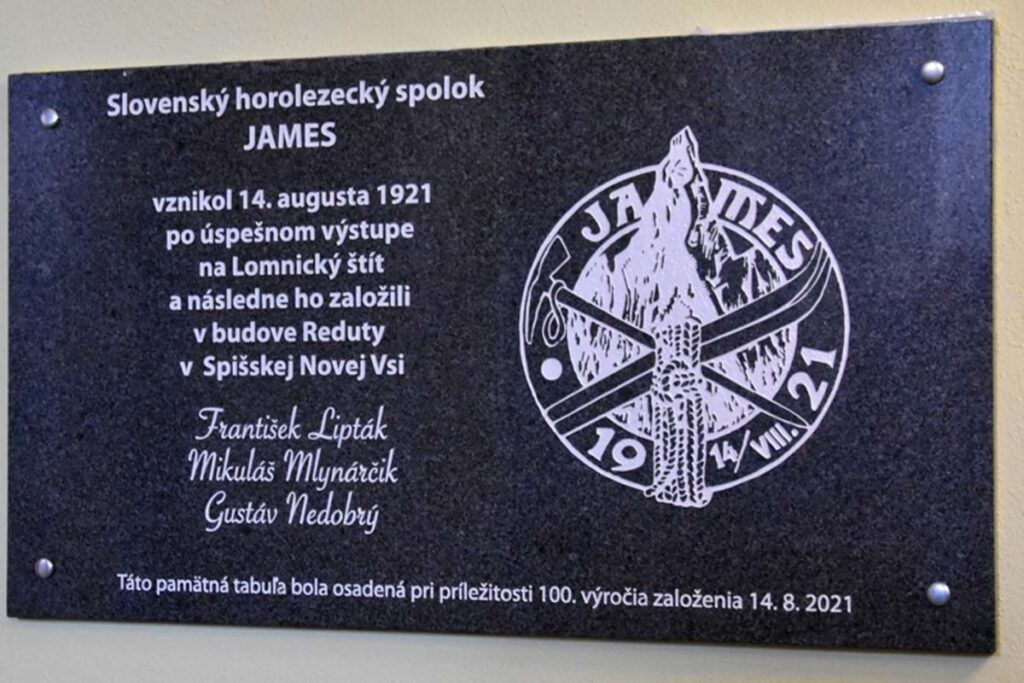 Slovenský horolezecký spolok
JAMES
vznikol 14. augusta 1921
po úspešnom výstupe
na Lomnický štít
a následne ho založili
v budove Reduty
v Spišskej Novej Vsi
František Lipták
Mikuláš Mlynárčik
Gustáv Nedobrý
Táto pamätná tabuľa bola osadená pri príležitosti 100. výročia založenia 14. 8. 2021
JAMES
19 14/VIII. 21